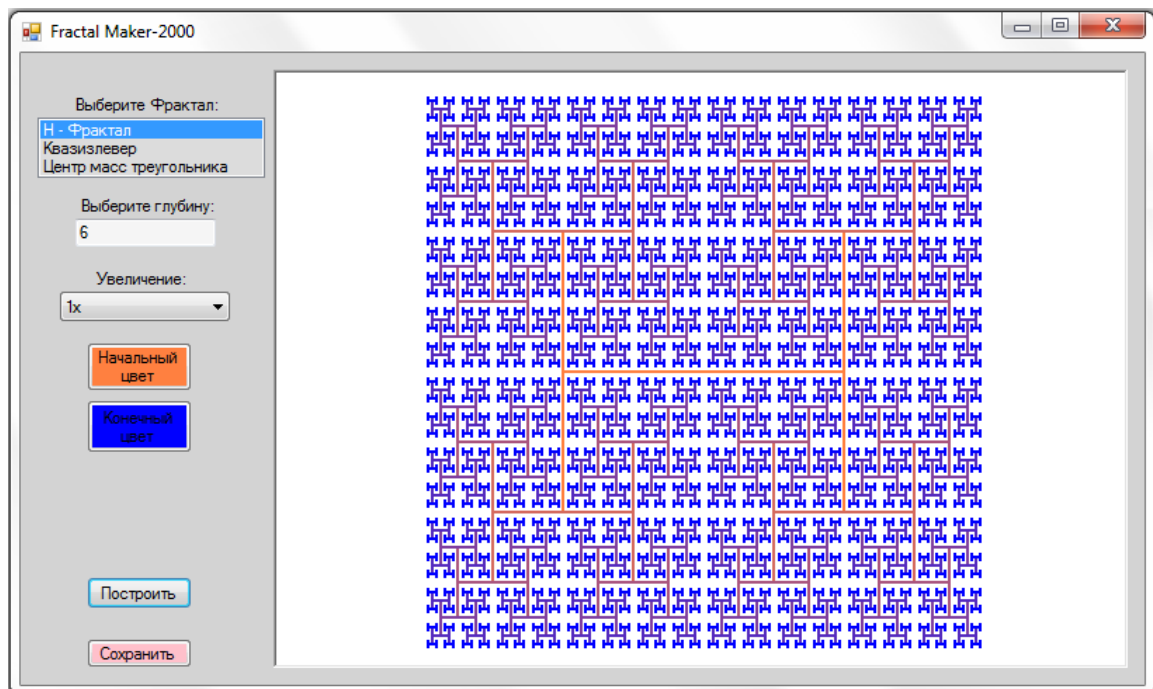 Fractal Maker-2000
Выберите Фрактал:
Н - Фрактал
Квазизлевер
Центр масс треугольника
Выберите глубину:
6
Увеличение:
1x
Начальный
цвет
Конечный
цвет
Построить
Сохранить